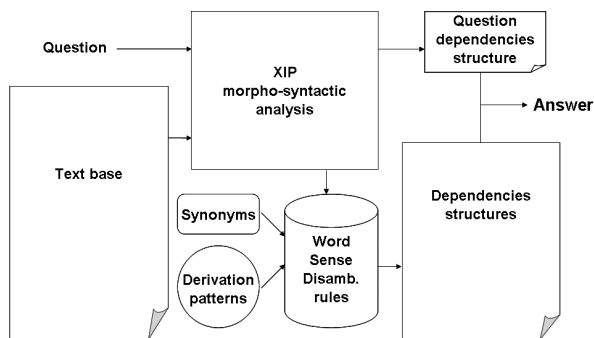 Question
XIP
morpho-syntactic
analysis
Question
dependencies
structure
Answer
Text base
Dependencies
structures
Synonyms
Derivation
patterns
Word
Sense
Disamb.
rules